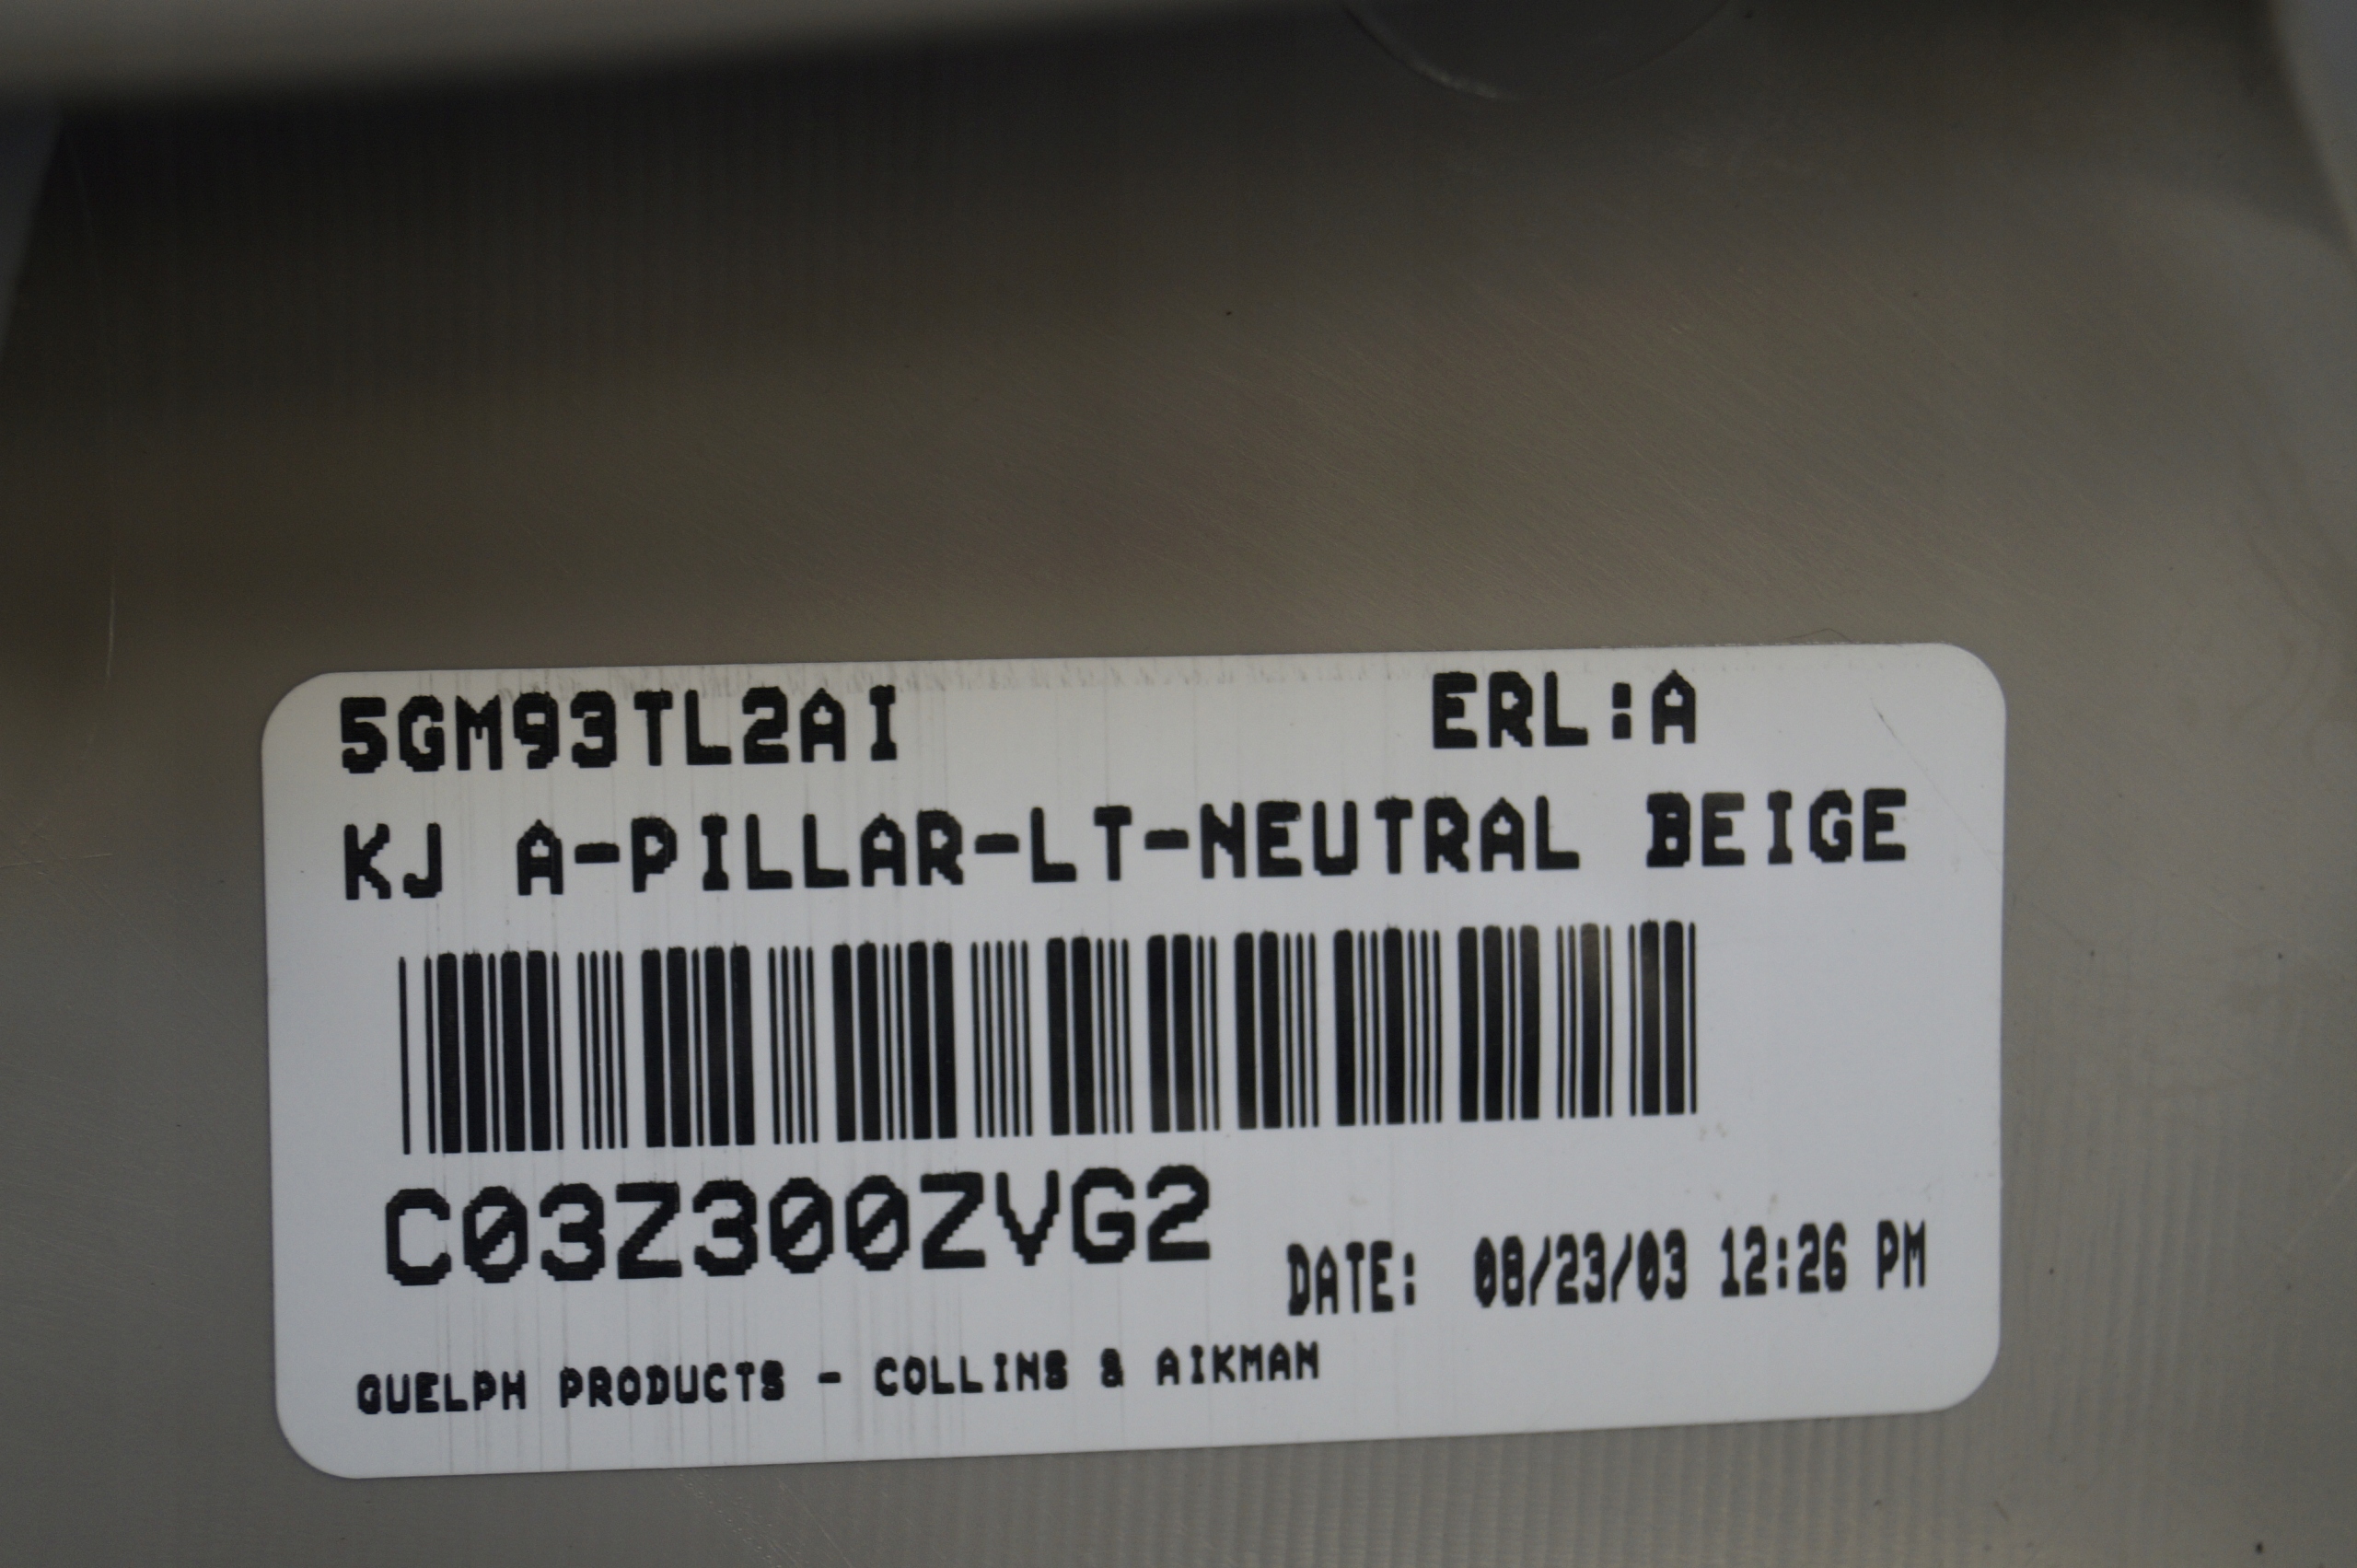 5GM93TL2AI ERL:A
KJ A-PILLAR-LT-NEUTRAL BEIGE
C03Z300ZVG2
DATE: 08/23/03 12:26 PM
GUELPH PRODUCTS - COLLINS & AIKMAN